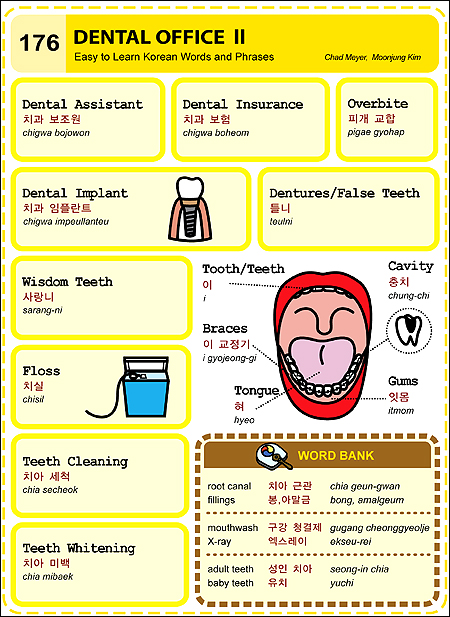 176
DENTAL OFFICE II
Easy to Learn Korean Words and Phrases
Chad Meyer, Moonjung Kim
Dental Assistant
치과 보조원
chigwa bojowon
Dental Insurance
치과 보험
chigwa boheom
Overbite
피개 교합
pigae gyohap
Dental Implant
치과 임플란트
chigwa impeullanteu
Dentures/False Teeth
틀니
teulni
Wisdom Teeth
사랑니
sarang-ni
Tooth/Teeth
이
i
Cavity
충치
chung-chi
Braces
이 교정기
i gyojeong-gi
Floss
치실
chisil
Tongue
혀
hyeo
Gums
잇몸
itmom
Teeth Cleaning
치아 세척
chia secheok
Teeth Whitening
치아 미백
chia mibaek
WORD BANK
root canal 치아 근관 chia geun-gwan
fillings 봉,아말금 bong, amalgeum
mouthwash 구강 청결제 gugang cheonggyeolje
X-ray 엑스레이 ekseu-rei
adult teeth 성인 치아 seong-in chia
baby teeth 유치 yuchi